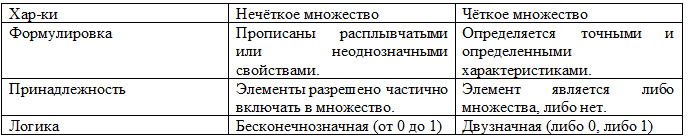 Хар-ки Нечёткое множество Чёткое множество
Формулировка Прописаны расплывчатыми Определяется точными и
или неоднозначными определенными
свойствами. характеристиками.
Принадлежность Элементы разрешено частично Элемент является либо
включать в множество. множества, либо нет.
Логика Бесконечнозначная (от 0 до 1) Двузначная (либо 0, либо 1)